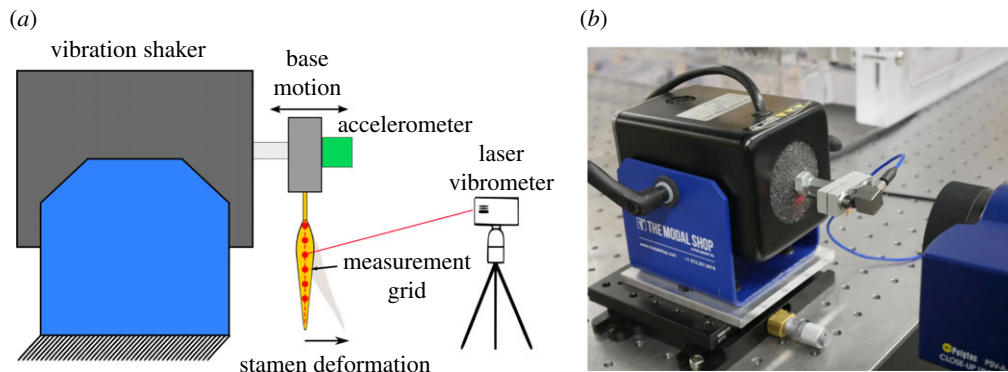 (a)
vibration shaker
base
motion
accelerometer
laser
vibrometer
measurement
grid
stamen deformation
(b)
THE MODAL SHOP
Polytec
CLOSE-UP